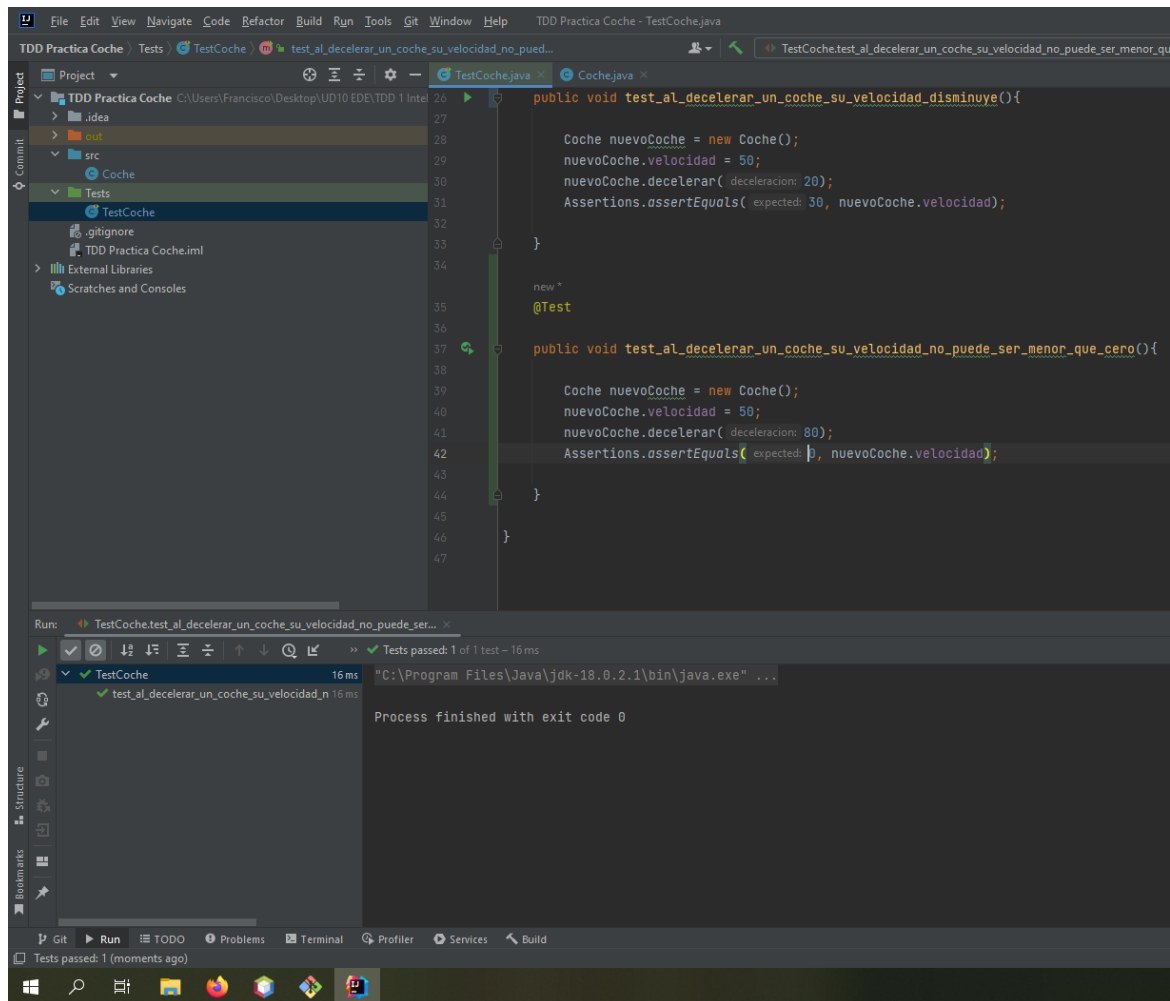 File Edit View Navigate Code Refactor Build Run Tools Git Window Help TDD Practica Coche - TestCoche.java
TDD Practica Coche Tests TestCoche test_al_decelerar_un_coche_su_velocidad_no_pued... TestCoche.test_al_decelerar_un_coche_su_velocidad_no_puede_ser_menor_qu
Project
Commit
Structure
Bookmarks
Project
TDD Practica Coche C:\Users\Francisco\Desktop\UD10 EDE\TDD 1 Intel
.idea
out
src
Coche
Tests
TestCoche
.gitignore
TDD Practica Coche.iml
External Libraries
Scratches and Consoles
TestCoche.java Coche.java
26 public void test_al_decelerar_un_coche_su_velocidad_disminuye(){
27
28 Coche nuevoCoche = new Coche();
29 nuevoCoche.velocidad = 50;
30 nuevoCoche.decelerar( deceleracion: 20);
31 Assertions.assertEquals( expected: 30, nuevoCoche.velocidad);
32
33 }
34
new *
35 @Test
36
37 public void test_al_decelerar_un_coche_su_velocidad_no_puede_ser_menor_que_cero(){
38
39 Coche nuevoCoche = new Coche();
40 nuevoCoche.velocidad = 50;
41 nuevoCoche.decelerar( deceleracion: 80);
42 Assertions.assertEquals( expected: 0, nuevoCoche.velocidad);
43
44 }
45
46 }
47
Run: TestCoche.test_al_decelerar_un_coche_su_velocidad_no_puede_ser...
» Tests passed: 1 of 1 test – 16 ms
TestCoche 16 ms
test_al_decelerar_un_coche_su_velocidad_n 16 ms
"C:\Program Files\Java\jdk-18.0.2.1\bin\java.exe" ...
Process finished with exit code 0
Git Run TODO Problems Terminal Profiler Services Build
Tests passed: 1 (moments ago)